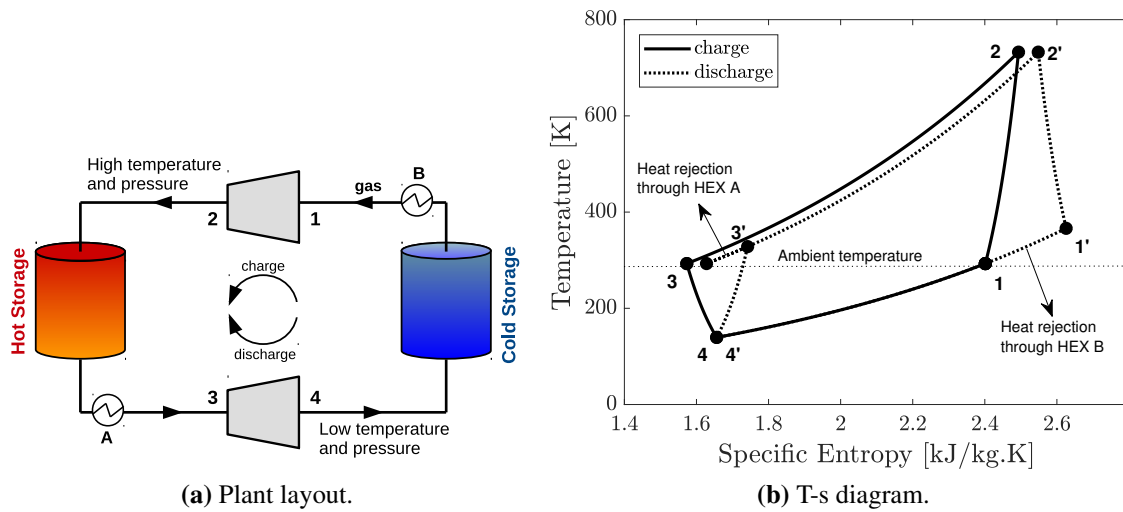 High temperature
and pressure
B
gas
2
1
Hot Storage
charge
discharge
Cold Storage
3
4
A
Low temperature
and pressure
(a) Plant layout.
800
600
400
200
0
Temperature [K]
charge
discharge
2
2'
Heat rejection
through HEX A
3'
Ambient temperature
1'
3
1
Heat rejection
through HEX B
4
4'
1.4
1.6
1.8
2
2.2
2.4
2.6
Specific Entropy [kJ/kg.K]
(b) T-s diagram.